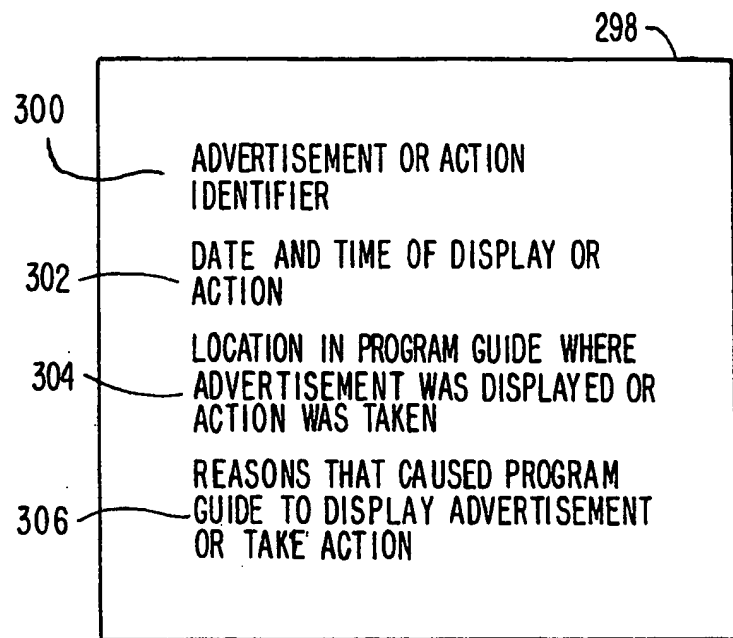 298
300
ADVERTISEMENT OR ACTION
IDENTIFIER
302
DATE AND TIME OF DISPLAY OR
ACTION
304
LOCATION IN PROGRAM GUIDE WHERE
ADVERTISEMENT WAS DISPLAYED OR
ACTION WAS TAKEN
306
REASONS THAT CAUSED PROGRAM
GUIDE TO DISPLAY ADVERTISEMENT
OR TAKE ACTION